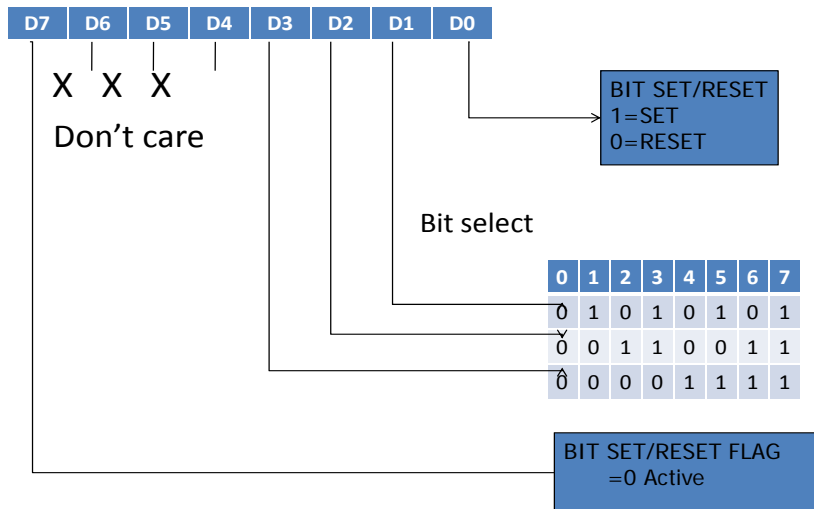 D7 D6 D5 D4 D3 D2 D1 D0
X X X
Don't care
BIT SET/RESET
1=SET
0=RESET
Bit select
0 1 2 3 4 5 6 7
0 1 0 1 0 1 0 1
0 0 1 1 0 0 1 1
0 0 0 0 1 1 1 1
BIT SET/RESET FLAG
=0 Active